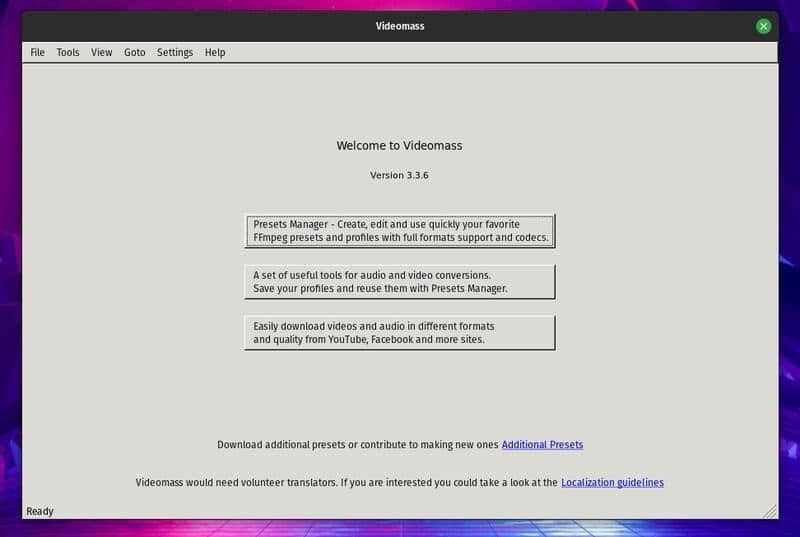 Videomass
File Tools View Goto Settings Help
Welcome to Videomass
Version 3.3.6
Presets Manager - Create, edit and use quickly your favorite
FFmpeg presets and profiles with full formats support and codecs.
A set of useful tools for audio and video conversions.
Save your profiles and reuse them with Presets Manager.
Easily download videos and audio in different formats
and quality from YouTube, Facebook and more sites.
Download additional presets or contribute to making new ones Additional Presets
Videomass would need volunteer translators. If you are interested you could take a look at the Localization guidelines
Ready